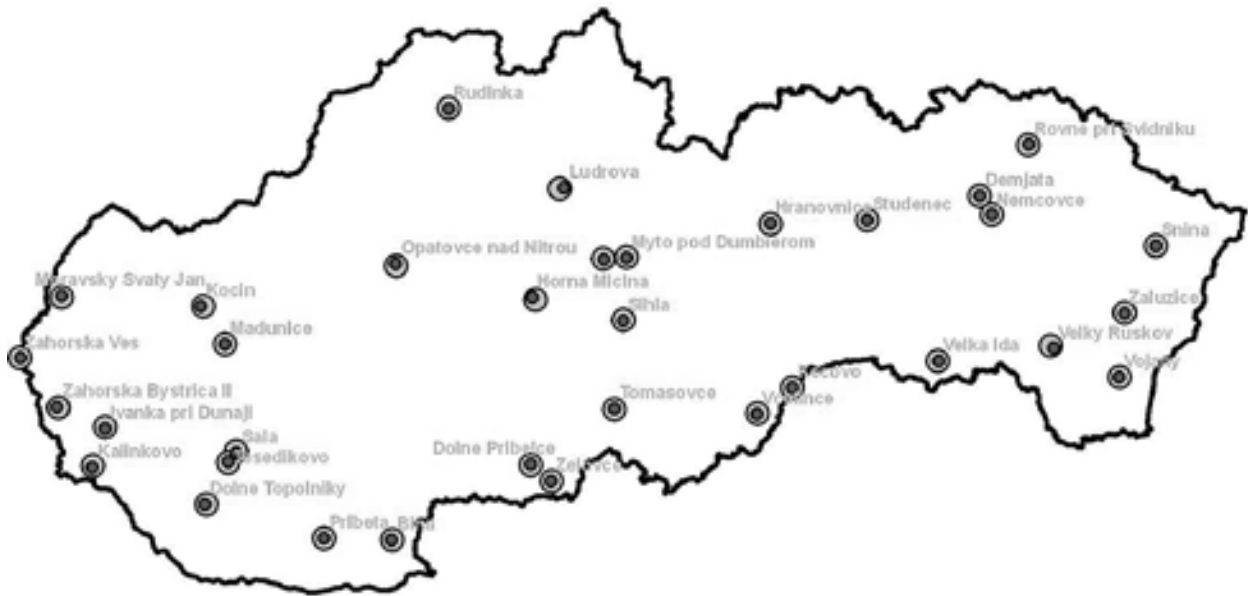 Rudinka
Rovne pri Svidniku
Ludrova
Demjata
Nemcovce
Hranovnica
Studenec
Snina
Opatovce nad Nitrou
Myto pod Dumbierom
Moravsky Svaty Jan
Kocin
Horna Micina
Sihla
Zaluzice
Madunice
Zahorska Ves
Velka Ida
Velky Ruskov
Vojany
Zahorska Bystrica II
Ivanka pri Dunaji
Tomasovce
Sala
Kalinkovo
Dolne Pribelce
Zelovce
Dolne Topolniky
Pribeta